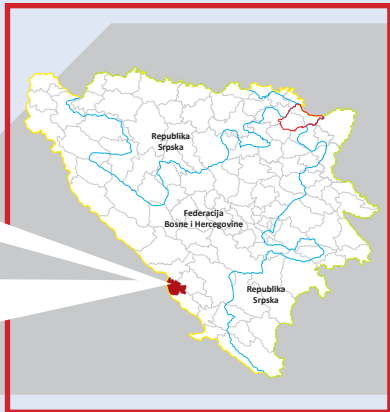 Republika
Srpska
Federacija
Bosne i Hercegovine
Republika
Srpska